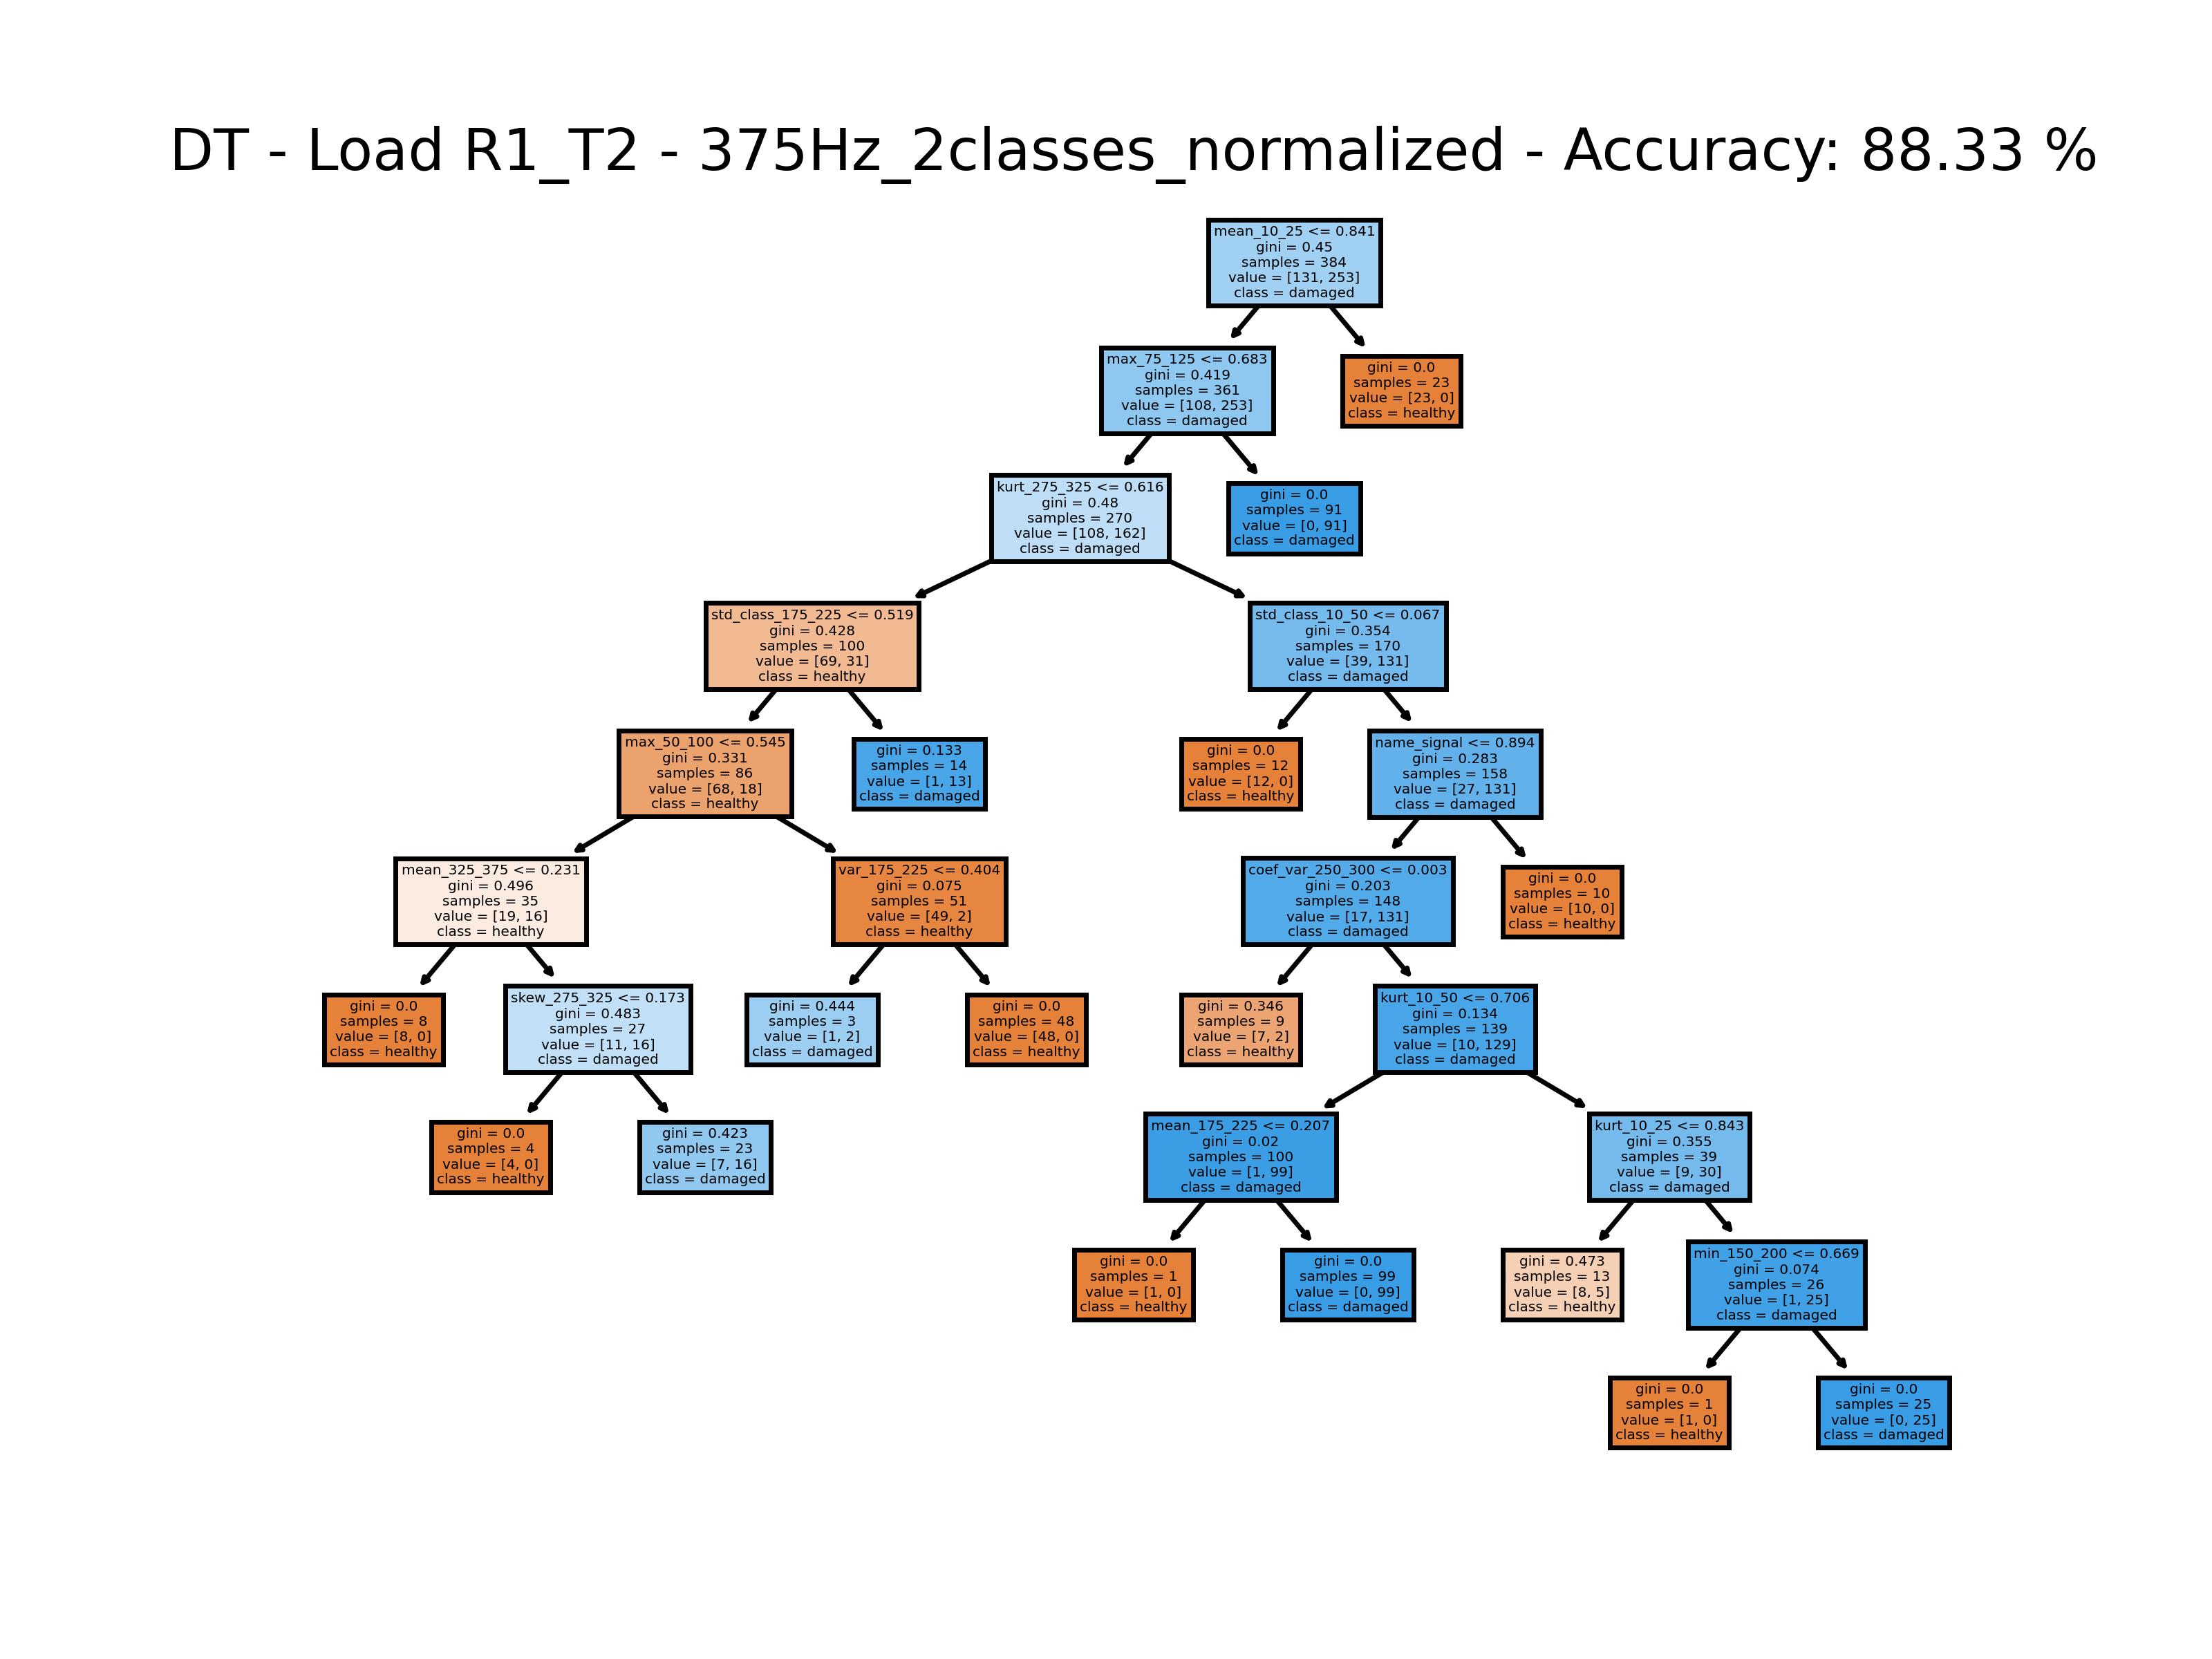 DT - Load R1_T2 - 375Hz_2classes_normalized - Accuracy: 88.33 %
mean_10_25 <= 0.841
gini = 0.45
samples = 384
value = [131, 253]
class = damaged
max_75_125 <= 0.683
gini = 0.419
samples = 361
value = [108, 253]
class = damaged
gini = 0.0
samples = 23
value = [23, 0]
class = healthy
kurt_275_325 <= 0.616
gini = 0.48
samples = 270
value = [108, 162]
class = damaged
gini = 0.0
samples = 91
value = [0, 91]
class = damaged
std_class_175_225 <= 0.519
gini = 0.428
samples = 100
value = [69, 31]
class = healthy
std_class_10_50 <= 0.067
gini = 0.354
samples = 170
value = [39, 131]
class = damaged
max_50_100 <= 0.545
gini = 0.331
samples = 86
value = [68, 18]
class = healthy
gini = 0.133
samples = 14
value = [1, 13]
class = damaged
gini = 0.0
samples = 12
value = [12, 0]
class = healthy
name_signal <= 0.894
gini = 0.283
samples = 158
value = [27, 131]
class = damaged
mean_325_375 <= 0.231
gini = 0.496
samples = 35
value = [19, 16]
class = healthy
var_175_225 <= 0.404
gini = 0.075
samples = 51
value = [49, 2]
class = healthy
coef_var_250_300 <= 0.003
gini = 0.203
samples = 148
value = [17, 131]
class = damaged
gini = 0.0
samples = 10
value = [10, 0]
class = healthy
gini = 0.0
samples = 8
value = [8, 0]
class = healthy
skew_275_325 <= 0.173
gini = 0.483
samples = 27
value = [11, 16]
class = damaged
gini = 0.444
samples = 3
value = [1, 2]
class = damaged
gini = 0.0
samples = 48
value = [48, 0]
class = healthy
gini = 0.346
samples = 9
value = [7, 2]
class = healthy
kurt_10_50 <= 0.706
gini = 0.134
samples = 139
value = [10, 129]
class = damaged
gini = 0.0
samples = 4
value = [4, 0]
class = healthy
gini = 0.423
samples = 23
value = [7, 16]
class = damaged
mean_175_225 <= 0.207
gini = 0.02
samples = 100
value = [1, 99]
class = damaged
kurt_10_25 <= 0.843
gini = 0.355
samples = 39
value = [9, 30]
class = damaged
gini = 0.0
samples = 1
value = [1, 0]
class = healthy
gini = 0.0
samples = 99
value = [0, 99]
class = damaged
gini = 0.473
samples = 13
value = [8, 5]
class = healthy
min_150_200 <= 0.669
gini = 0.074
samples = 26
value = [1, 25]
class = damaged
gini = 0.0
samples = 1
value = [1, 0]
class = healthy
gini = 0.0
samples = 25
value = [0, 25]
class = damaged